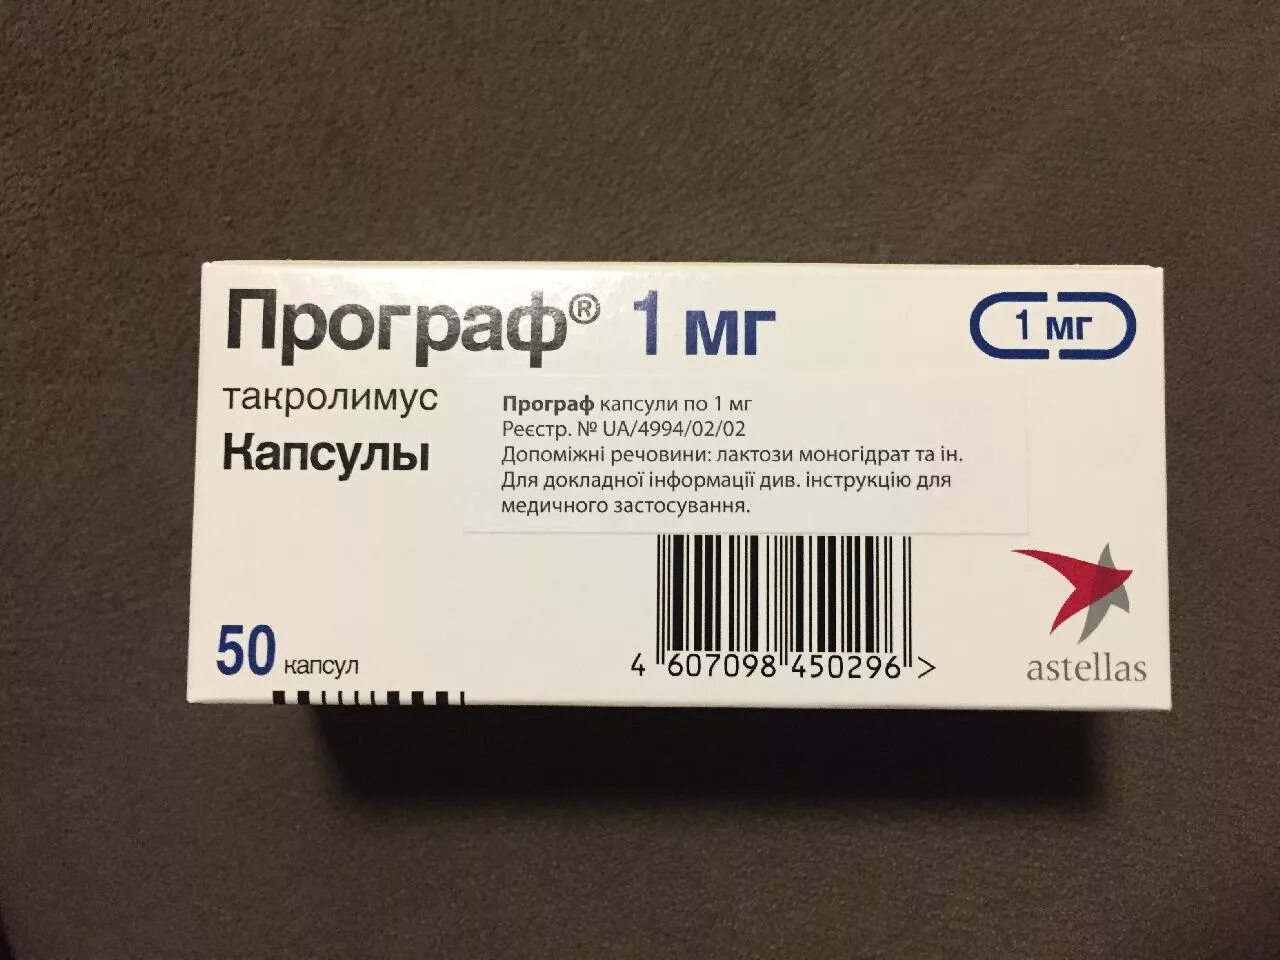 Програф® 1 мг
1 мг
такролимус
Капсулы
Програф капсули по 1 мг
Реєстр. № UA/4994/02/02
Допоміжні речовини: лактози моногідрат та ін.
Для докладної інформації див. інструкцію для
медичного застосування.
50 капсул
4 607098 450296 >
astellas